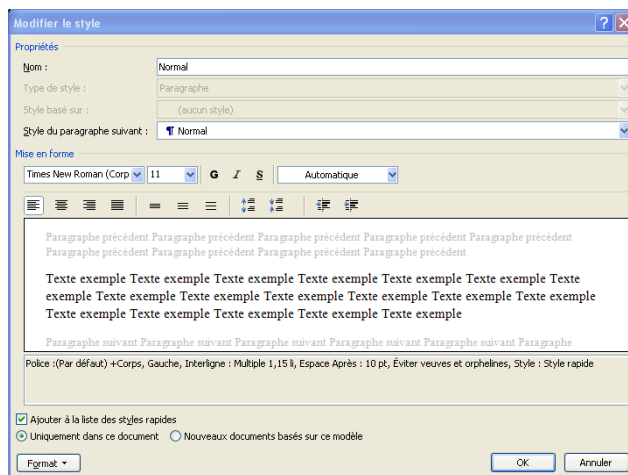 Modifier le style
Propriétés
Nom : Normal
Type de style : Paragraphe
Style basé sur : (aucun style)
Style du paragraphe suivant : ¶ Normal
Mise en forme
Times New Roman (Corp 11 G I S Automatique
Paragraphe précédent Paragraphe précédent Paragraphe précédent Paragraphe précédent Paragraphe précédent
Paragraphe précédent Paragraphe précédent Paragraphe précédent Paragraphe précédent
Texte exemple Texte exemple Texte exemple Texte exemple Texte exemple Texte exemple Texte
exemple Texte exemple Texte exemple Texte exemple Texte exemple Texte exemple Texte exemple
Texte exemple Texte exemple Texte exemple Texte exemple Texte exemple
Paragraphe suivant Paragraphe suivant Paragraphe suivant Paragraphe suivant Paragraphe suivant Paragraphe
Police :(Par défaut) +Corps, Gauche, Interligne : Multiple 1,15 li, Espace Après : 10 pt, Éviter veuves et orphelines, Style : Style rapide
Ajouter à la liste des styles rapides
Uniquement dans ce document Nouveaux documents basés sur ce modèle
Format OK Annuler